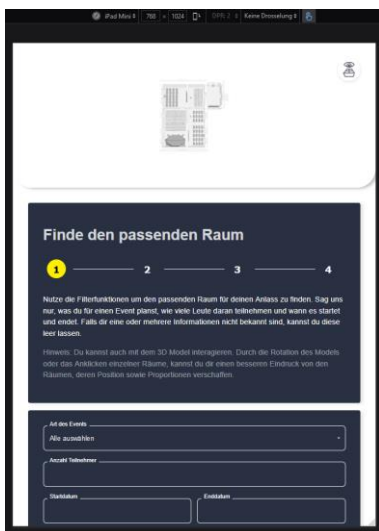 iPad Mini 768 × 1024 DPR: 2 Keine Drosselung
Finde den passenden Raum
1 2 3 4
Nutze die Filterfunktionen um den passenden Raum für deinen Anlass zu finden. Sag uns
nur, was du für einen Event planst, wie viele Leute daran teilnehmen und wann es startet
und endet. Falls dir eine oder mehrere Informationen nicht bekannt sind, kannst du diese
leer lassen.
Hinweis: Du kannst auch mit dem 3D Model interagieren. Durch die Rotation des Models
oder das Anklicken einzelner Räume, kannst du dir einen besseren Eindruck von den
Räumen, deren Position sowie Proportionen verschaffen.
Art des Events
Alle auswählen
Anzahl Teilnehmer
Startdatum Enddatum